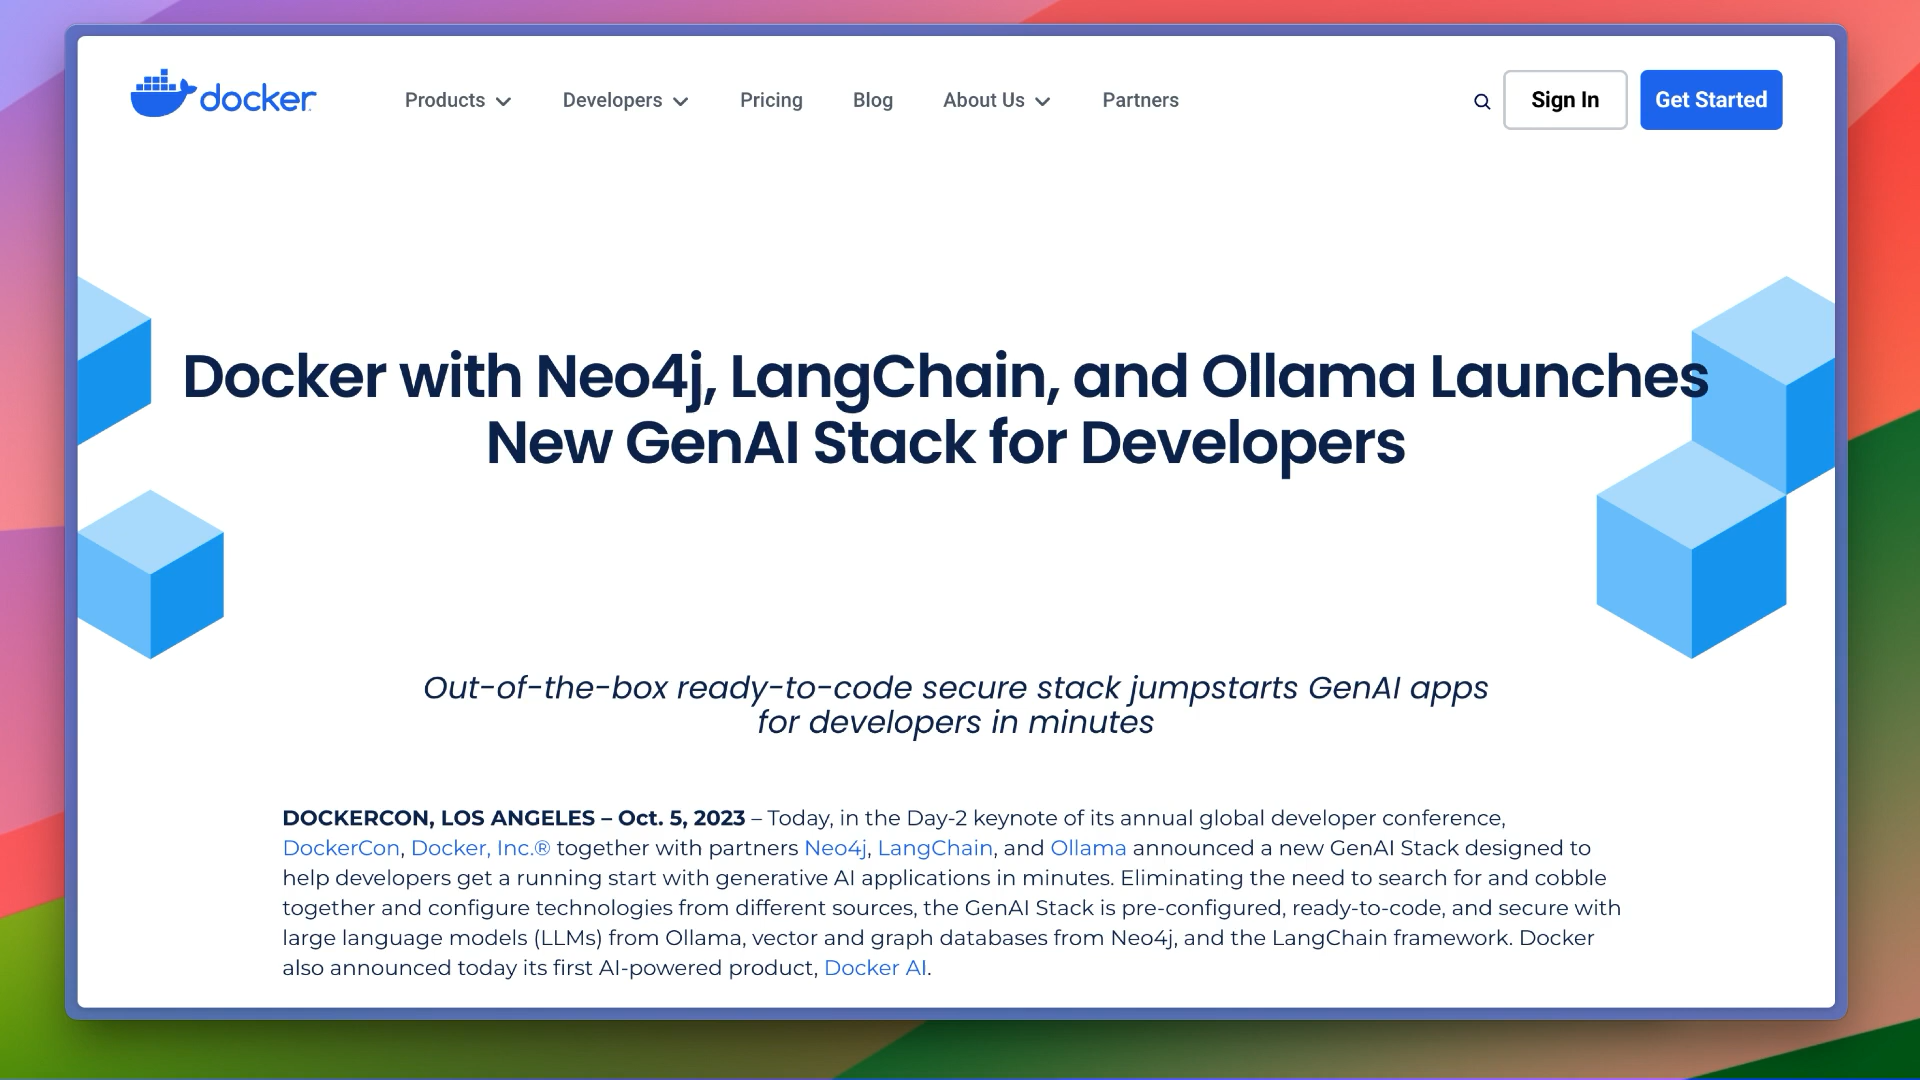 docker
Products
Developers
Pricing
Blog
About Us
Partners
Sign In
Get Started
Docker with Neo4j, LangChain, and Ollama Launches
New GenAI Stack for Developers
Out-of-the-box ready-to-code secure stack jumpstarts GenAI apps
for developers in minutes
DOCKERCON, LOS ANGELES – Oct. 5, 2023 – Today, in the Day-2 keynote of its annual global developer conference,
DockerCon, Docker, Inc.® together with partners Neo4j, LangChain, and Ollama announced a new GenAI Stack designed to
help developers get a running start with generative AI applications in minutes. Eliminating the need to search for and cobble
together and configure technologies from different sources, the GenAI Stack is pre-configured, ready-to-code, and secure with
large language models (LLMs) from Ollama, vector and graph databases from Neo4j, and the LangChain framework. Docker
also announced today its first AI-powered product, Docker AI.